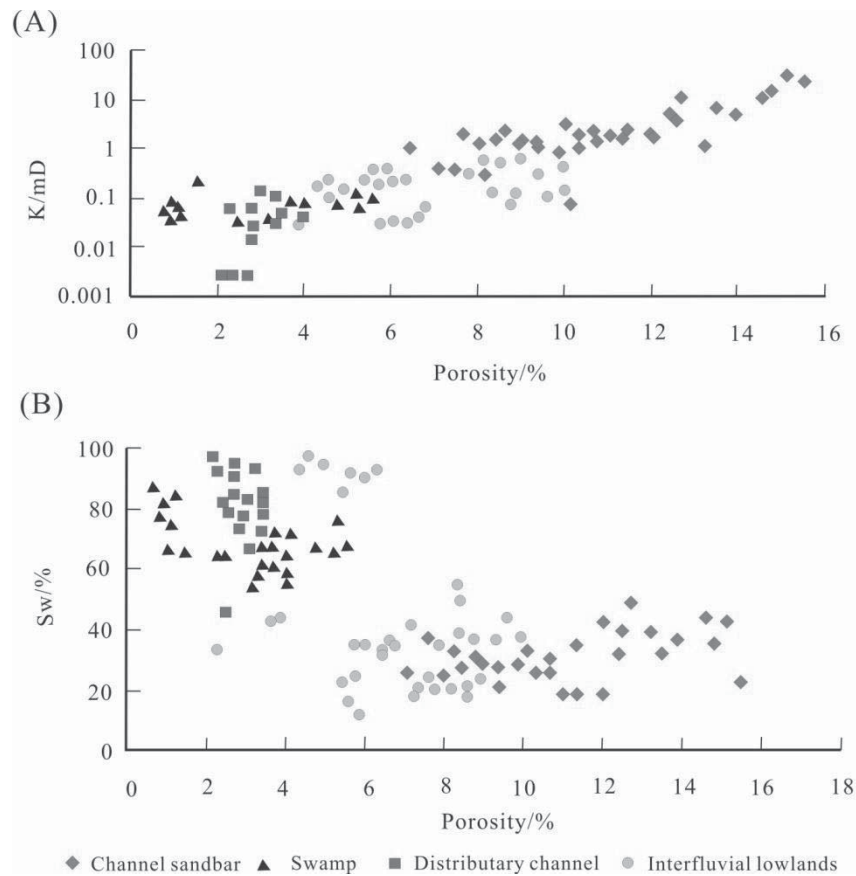 (A)
100
10
1
0.1
0.01
0.001
K/mD
0 2 4 6 8 10 12 14 16
Porosity/%
(B)
100
80
60
40
20
0
Sw/%
0 2 4 6 8 10 12 14 16 18
Porosity/%
Channel sandbar Swamp Distributary channel Interfluvial lowlands